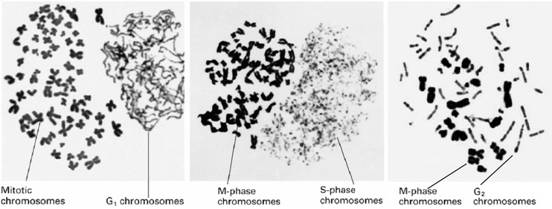 Mitotic
chromosomes
G₁ chromosomes
M-phase
chromosomes
S-phase
chromosomes
M-phase
chromosomes
G₂
chromosomes